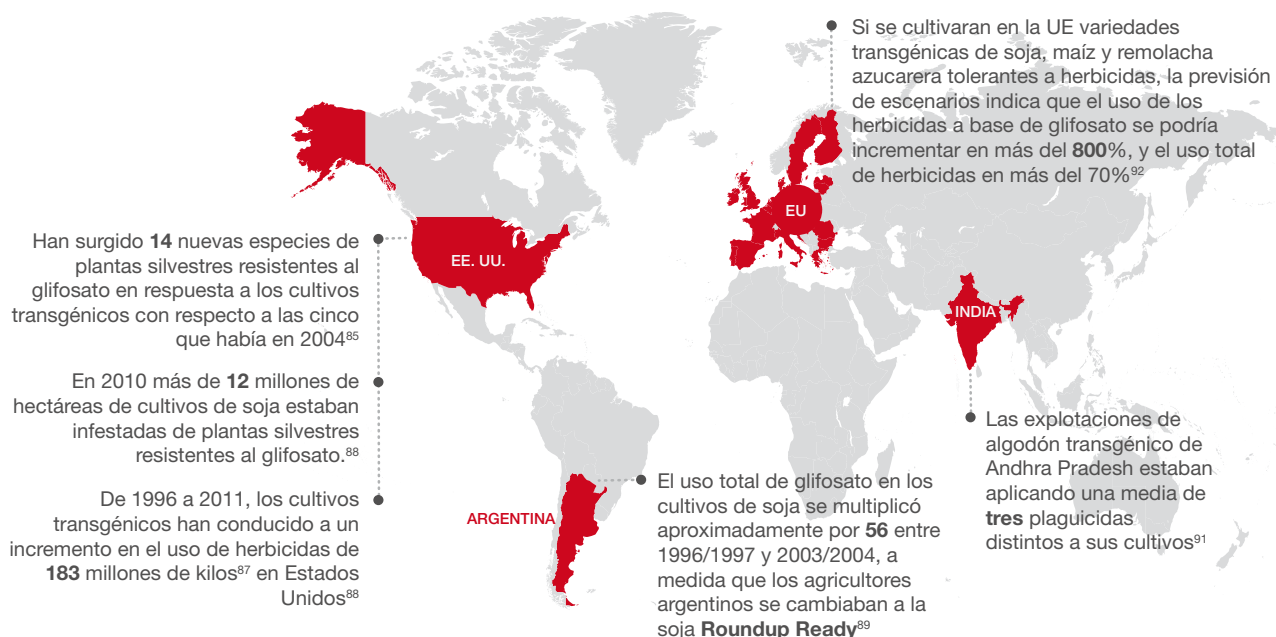 Si se cultivaran en la UE variedades
transgénicas de soja, maíz y remolacha
azucarera tolerantes a herbicidas, la previsión
de escenarios indica que el uso de los
herbicidas a base de glifosato se podría
incrementar en más del 800%, y el uso total
de herbicidas en más del 70%⁹²
EU
EE. UU.
Han surgido 14 nuevas especies de
plantas silvestres resistentes al
glifosato en respuesta a los cultivos
transgénicos con respecto a las cinco
que había en 2004⁸⁵
INDIA
En 2010 más de 12 millones de
hectáreas de cultivos de soja estaban
infestadas de plantas silvestres
resistentes al glifosato.⁸⁸
Las explotaciones de
algodón transgénico de
Andhra Pradesh estaban
aplicando una media de
tres plaguicidas
distintos a sus cultivos⁹¹
De 1996 a 2011, los cultivos
transgénicos han conducido a un
incremento en el uso de herbicidas de
183 millones de kilos⁸⁷ en Estados
Unidos⁸⁸
ARGENTINA
El uso total de glifosato en los
cultivos de soja se multiplicó
aproximadamente por 56 entre
1996/1997 y 2003/2004, a
medida que los agricultores
argentinos se cambiaban a la
soja Roundup Ready⁸⁹